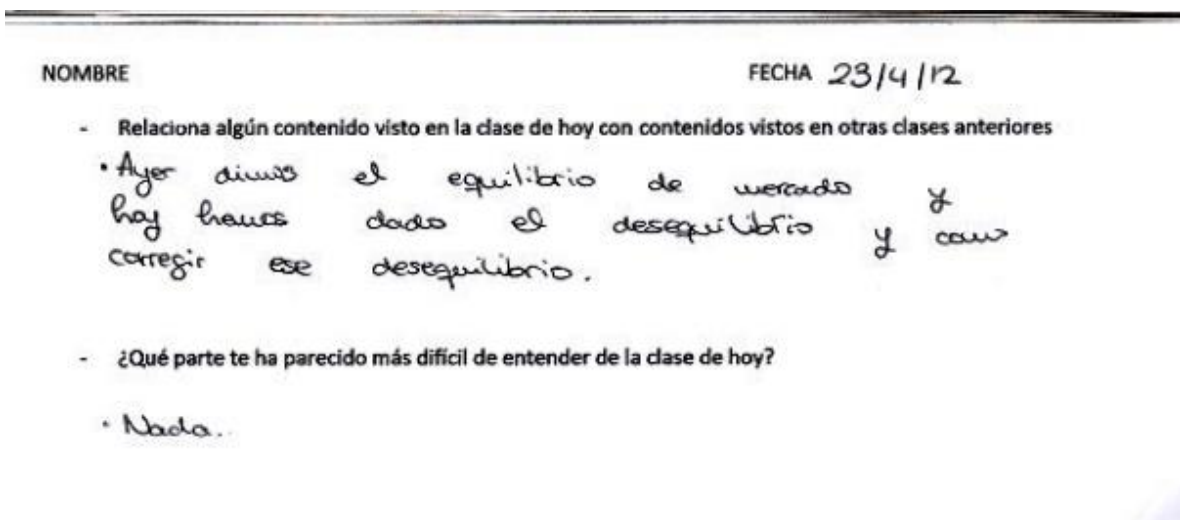 NOMBRE FECHA 23/4/12
- Relaciona algún contenido visto en la clase de hoy con contenidos vistos en otras clases anteriores
· Ayer dimos el equilibrio de mercado y
hoy hemos dado el desequilibrio y como
corregir ese desequilibrio.
- ¿Qué parte te ha parecido más difícil de entender de la clase de hoy?
· Nada.